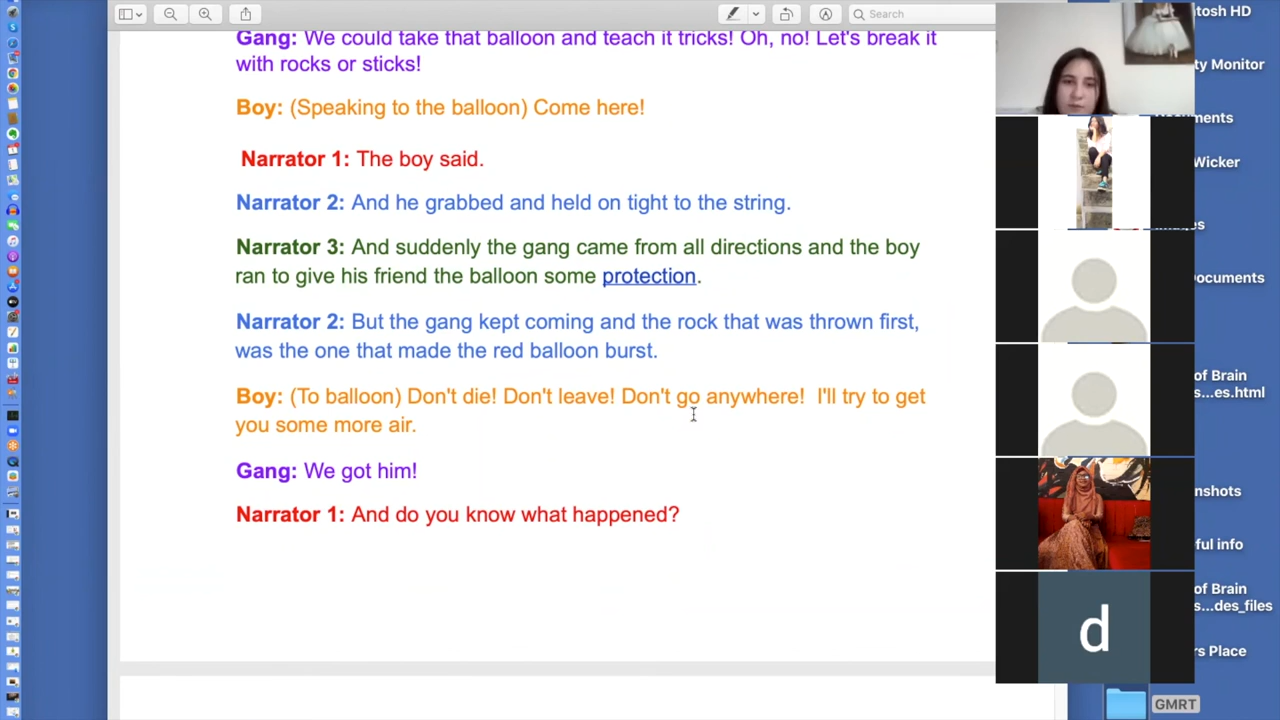 Search
Gang: We could take that balloon and teach it tricks! Oh, no! Let's break it
with rocks or sticks!
Boy: (Speaking to the balloon) Come here!
Narrator 1: The boy said.
Narrator 2: And he grabbed and held on tight to the string.
Narrator 3: And suddenly the gang came from all directions and the boy
ran to give his friend the balloon some protection.
Narrator 2: But the gang kept coming and the rock that was thrown first,
was the one that made the red balloon burst.
Boy: (To balloon) Don't die! Don't leave! Don't go anywhere!  I'll try to get
you some more air.
Gang: We got him!
Narrator 1: And do you know what happened?
tosh HD
ty Monitor
Wicker
Documents
of Brain
s...es.html
nshots
ful info
d
of Brain
s...des_files
rs Place
GMRT